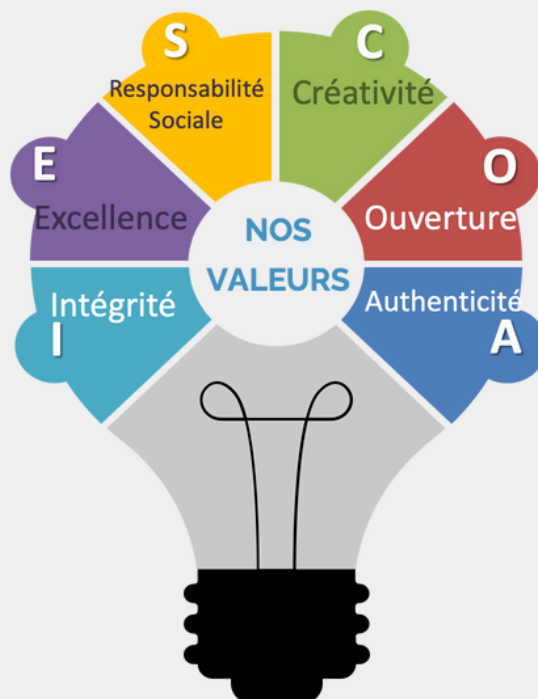 S
Responsabilité
Sociale
C
Créativité
E
Excellence
O
Ouverture
NOS
VALEURS
Intégrité
I
Authenticité
A